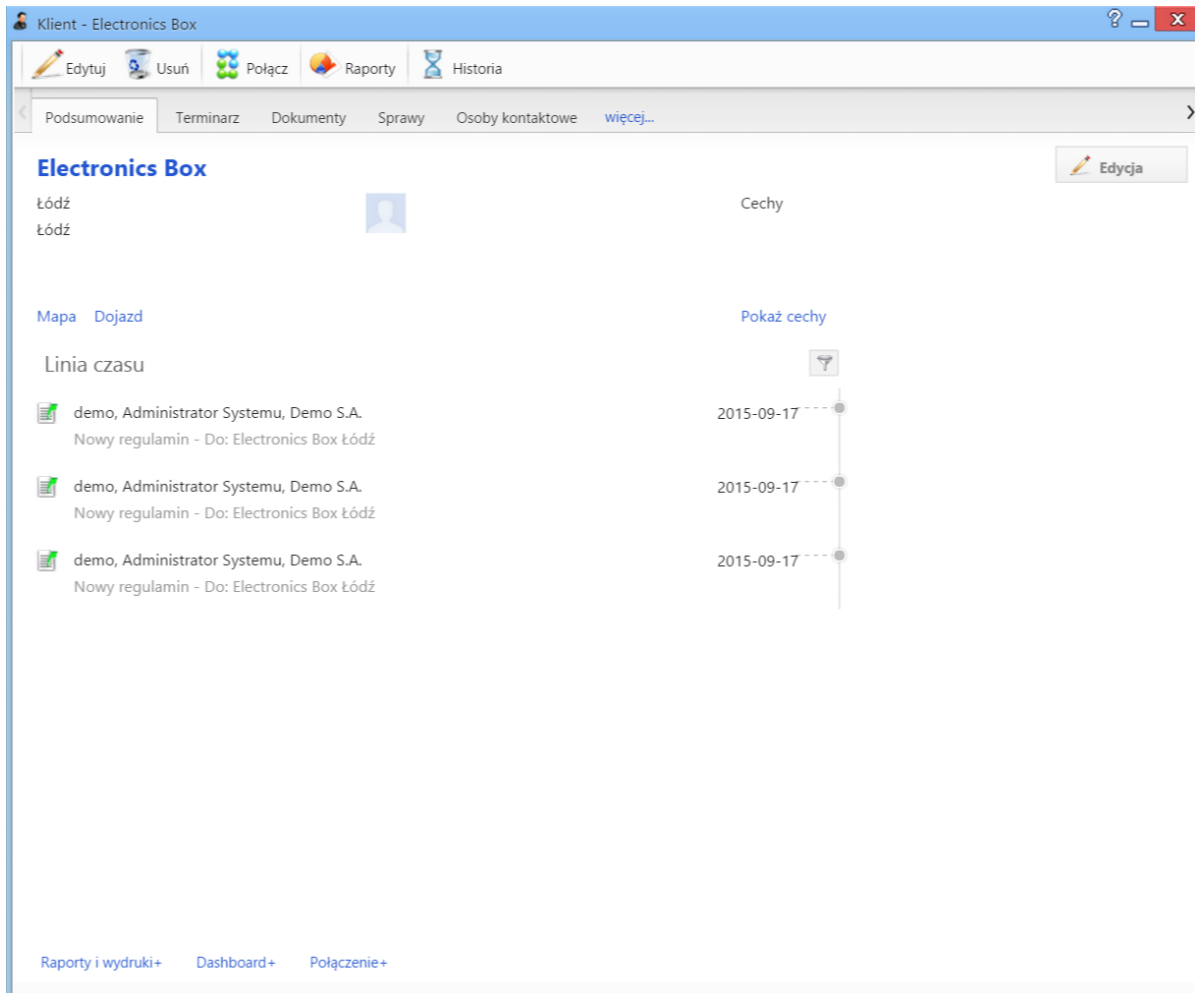 Klient - Electronics Box
Edytuj Usuń Połącz Raporty Historia
Podsumowanie Terminarz Dokumenty Sprawy Osoby kontaktowe więcej...
Electronics Box
Edycja
Łódź
Cechy
Łódź
Mapa Dojazd
Pokaż cechy
Linia czasu
demo, Administrator Systemu, Demo S.A. 2015-09-17
Nowy regulamin - Do: Electronics Box Łódź
demo, Administrator Systemu, Demo S.A. 2015-09-17
Nowy regulamin - Do: Electronics Box Łódź
demo, Administrator Systemu, Demo S.A. 2015-09-17
Nowy regulamin - Do: Electronics Box Łódź
Raporty i wydruki+ Dashboard+ Połączenie+